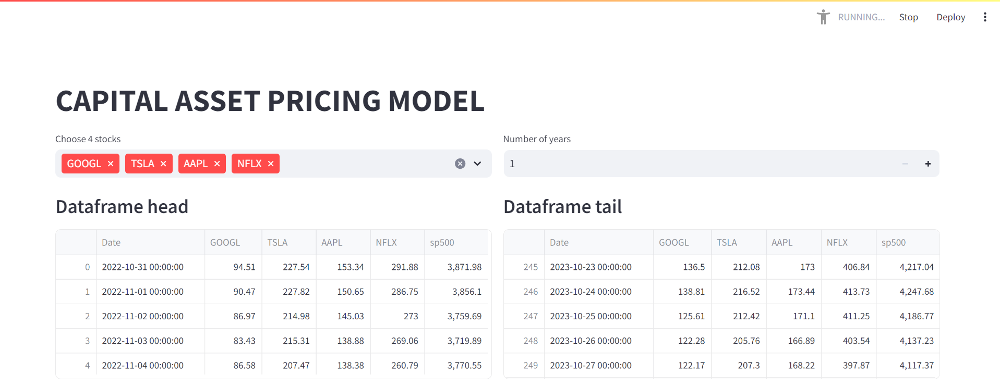 RUNNING... Stop Deploy
CAPITAL ASSET PRICING MODEL
Choose 4 stocks
GOOGL TSLA AAPL NFLX
Number of years
1
Dataframe head
Date GOOGL TSLA AAPL NFLX sp500
0 2022-10-31 00:00:00 94.51 227.54 153.34 291.88 3,871.98
1 2022-11-01 00:00:00 90.47 227.82 150.65 286.75 3,856.1
2 2022-11-02 00:00:00 86.97 214.98 145.03 273 3,759.69
3 2022-11-03 00:00:00 83.43 215.31 138.88 269.06 3,719.89
4 2022-11-04 00:00:00 86.58 207.47 138.38 260.79 3,770.55
Dataframe tail
Date GOOGL TSLA AAPL NFLX sp500
245 2023-10-23 00:00:00 136.5 212.08 173 406.84 4,217.04
246 2023-10-24 00:00:00 138.81 216.52 173.44 413.73 4,247.68
247 2023-10-25 00:00:00 125.61 212.42 171.1 411.25 4,186.77
248 2023-10-26 00:00:00 122.28 205.76 166.89 403.54 4,137.23
249 2023-10-27 00:00:00 122.17 207.3 168.22 397.87 4,117.37